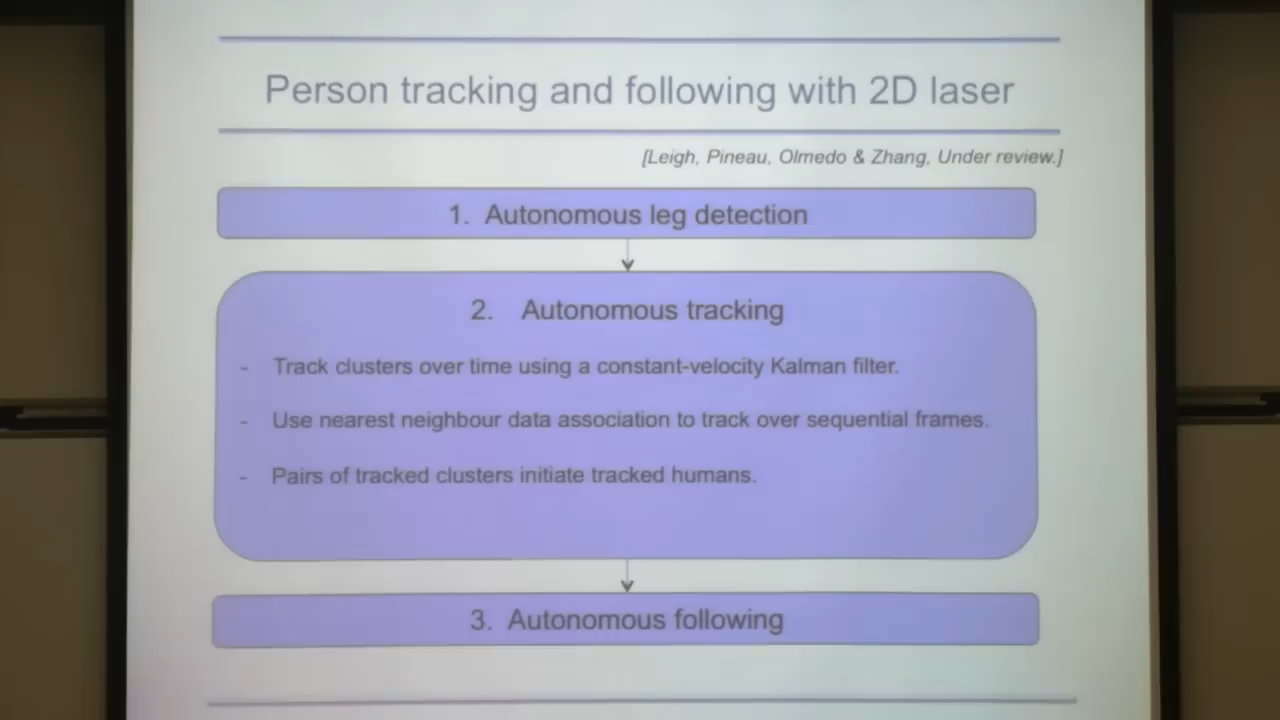 Person tracking and following with 2D laser
[Leigh, Pineau, Olmedo & Zhang, Under review.]
1. Autonomous leg detection
2. Autonomous tracking
- Track clusters over time using a constant-velocity Kalman filter.
- Use nearest neighbour data association to track over sequential frames.
- Pairs of tracked clusters initiate tracked humans.
3. Autonomous following